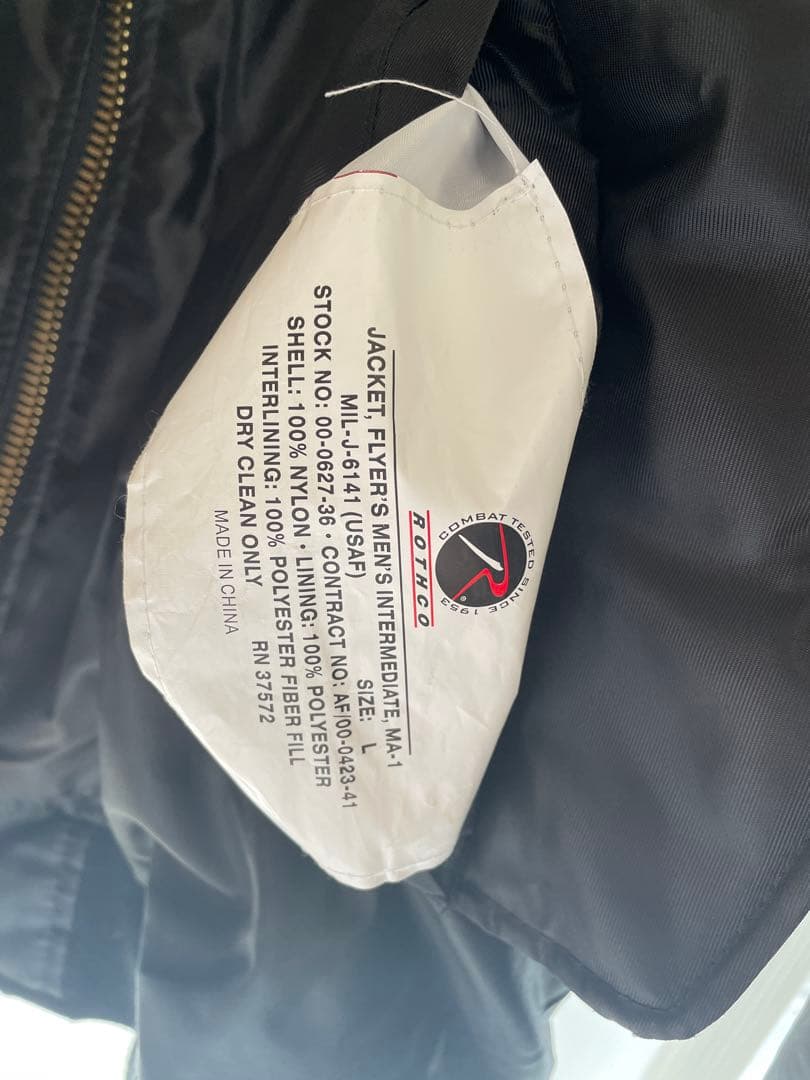 COMBAT TESTED SINCE 1953
R
®
ROTHCO
JACKET, FLYER'S MEN'S INTERMEDIATE, MA-1
MIL-J-6141 (USAF) SIZE: L
STOCK NO: 00-0627-36 • CONTRACT NO: AF|00-0423-41
SHELL: 100% NYLON • LINING: 100% POLYESTER
INTERLINING: 100% POLYESTER FIBER FILL
DRY CLEAN ONLY RN 37572
MADE IN CHINA